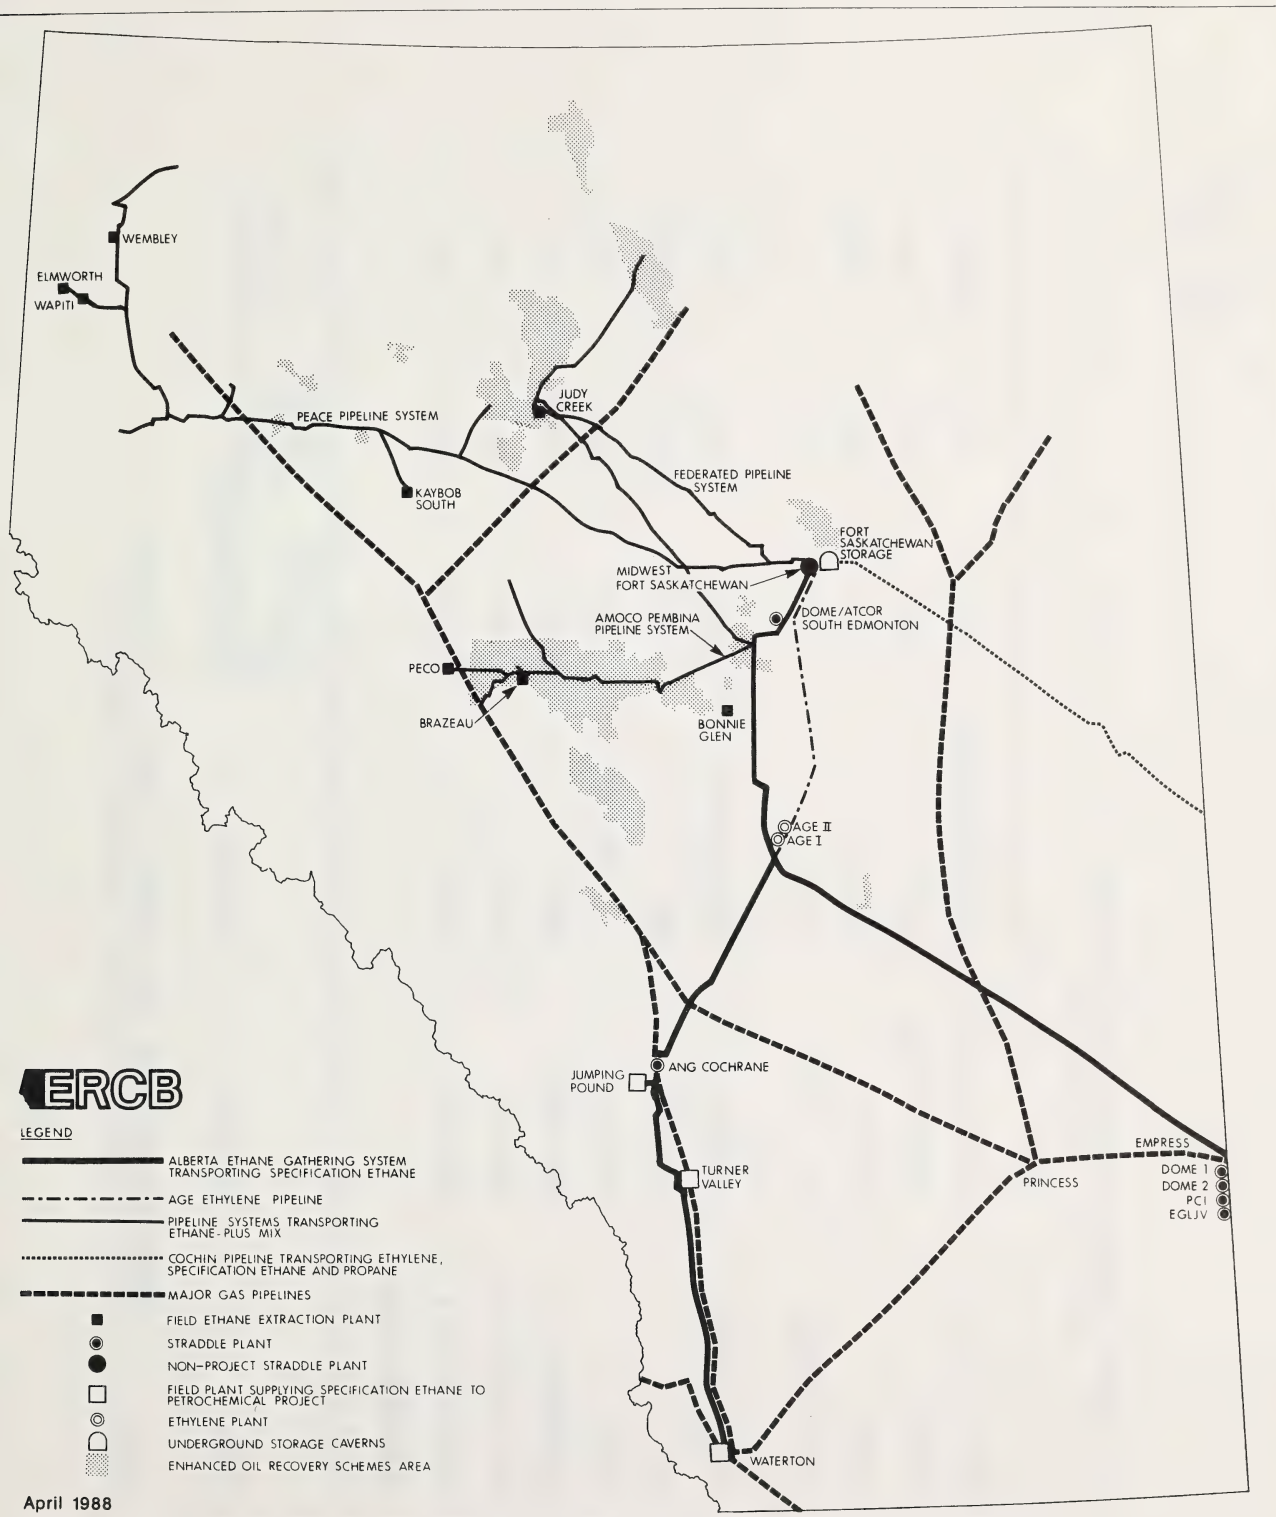 WEMBLEY
ELMWORTH
WAPITI
JUDY
CREEK
PEACE PIPELINE SYSTEM
FEDERATED PIPELINE
SYSTEM
KAYBOB
SOUTH
FORT
SASKATCHEWAN
STORAGE
MIDWEST
FORT SASKATCHEWAN
AMOCO PEMBINA
PIPELINE SYSTEM
DOME/ATCOR
SOUTH EDMONTON
PECO
BRAZEAU
BONNIE
GLEN
AGE II
AGE I
ANG COCHRANE
JUMPING
POUND
TURNER
VALLEY
EMPRESS
PRINCESS
DOME 1
DOME 2
PCI
EGLJV
WATERTON
ERCB
LEGEND
ALBERTA ETHANE GATHERING SYSTEM
TRANSPORTING SPECIFICATION ETHANE
AGE ETHYLENE PIPELINE
PIPELINE SYSTEMS TRANSPORTING
ETHANE-PLUS MIX
COCHIN PIPELINE TRANSPORTING ETHYLENE,
SPECIFICATION ETHANE AND PROPANE
MAJOR GAS PIPELINES
FIELD ETHANE EXTRACTION PLANT
STRADDLE PLANT
NON-PROJECT STRADDLE PLANT
FIELD PLANT SUPPLYING SPECIFICATION ETHANE TO
PETROCHEMICAL PROJECT
ETHYLENE PLANT
UNDERGROUND STORAGE CAVERNS
ENHANCED OIL RECOVERY SCHEMES AREA
April 1988